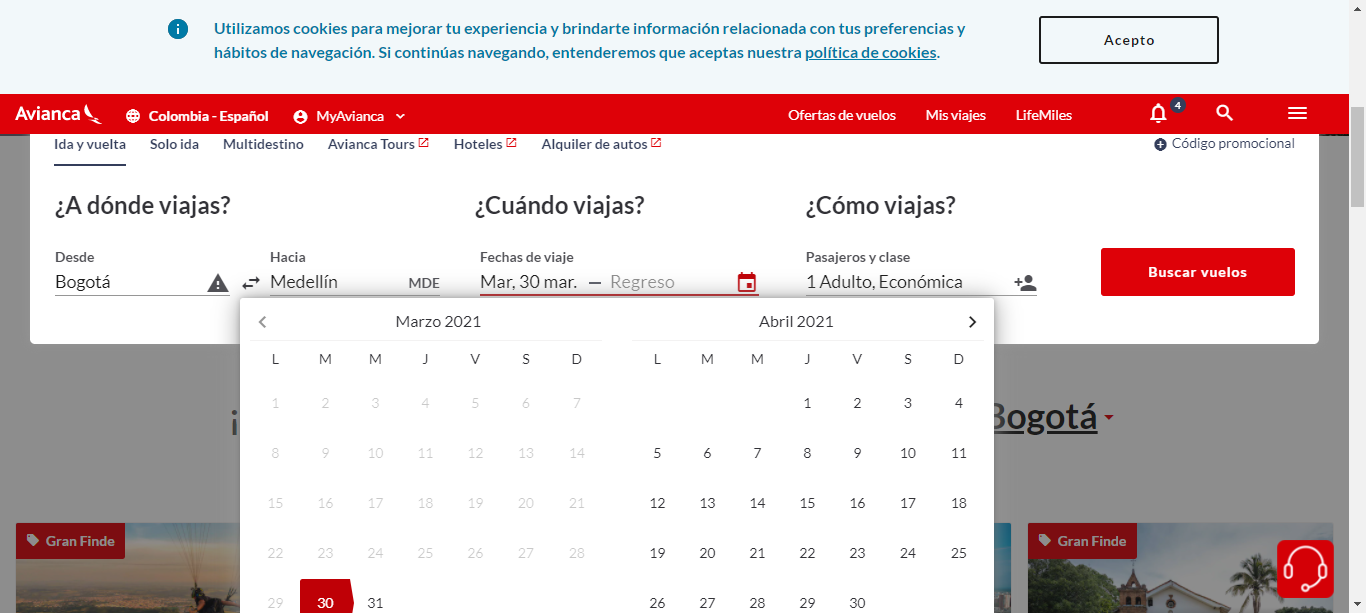 Utilizamos cookies para mejorar tu experiencia y brindarte información relacionada con tus preferencias y
hábitos de navegación. Si continúas navegando, entenderemos que aceptas nuestra política de cookies.
Acepto
Avianca Colombia - Español MyAvianca Ofertas de vuelos Mis viajes LifeMiles 4
Ida y vuelta Solo ida Multidestino Avianca Tours Hoteles Alquiler de autos Código promocional
¿A dónde viajas? ¿Cuándo viajas? ¿Cómo viajas?
Desde Hacia Fechas de viaje Pasajeros y clase
Bogotá Medellín MDE Mar, 30 mar. — Regreso 1 Adulto, Económica Buscar vuelos
Marzo 2021 Abril 2021
L M M J V S D L M M J V S D
1 2 3 4 5 6 7 1 2 3 4
8 9 10 11 12 13 14 5 6 7 8 9 10 11
Bogotá
15 16 17 18 19 20 21 12 13 14 15 16 17 18
22 23 24 25 26 27 28 19 20 21 22 23 24 25
29 30 31 26 27 28 29 30
Gran Finde Gran Finde